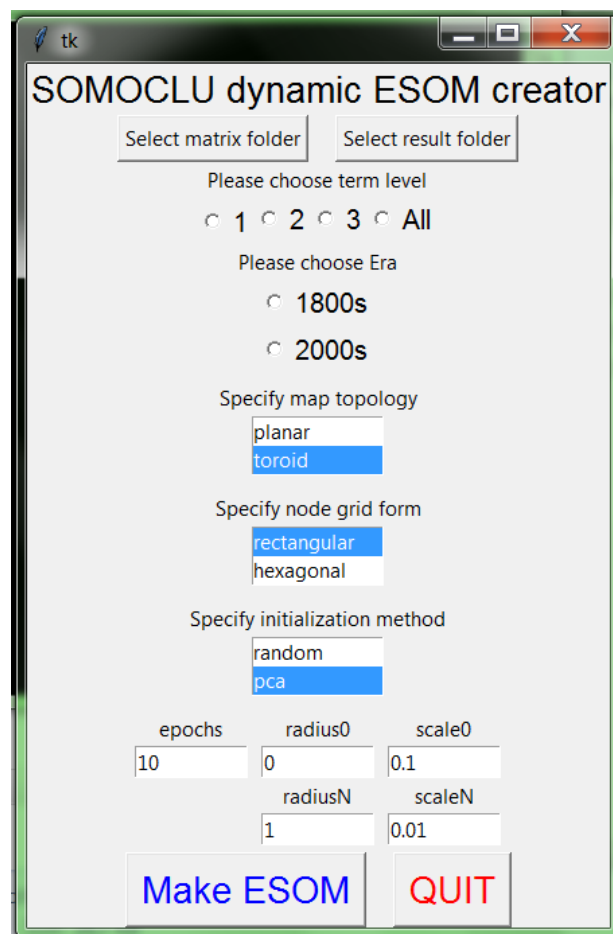 tk
SOMOCLU dynamic ESOM creator
Select matrix folder Select result folder
Please choose term level
1 2 3 All
Please choose Era
1800s
2000s
Specify map topology
planar
toroid
Specify node grid form
rectangular
hexagonal
Specify initialization method
random
pca
epochs radius0 scale0
10 0 0.1
radiusN scaleN
1 0.01
Make ESOM QUIT